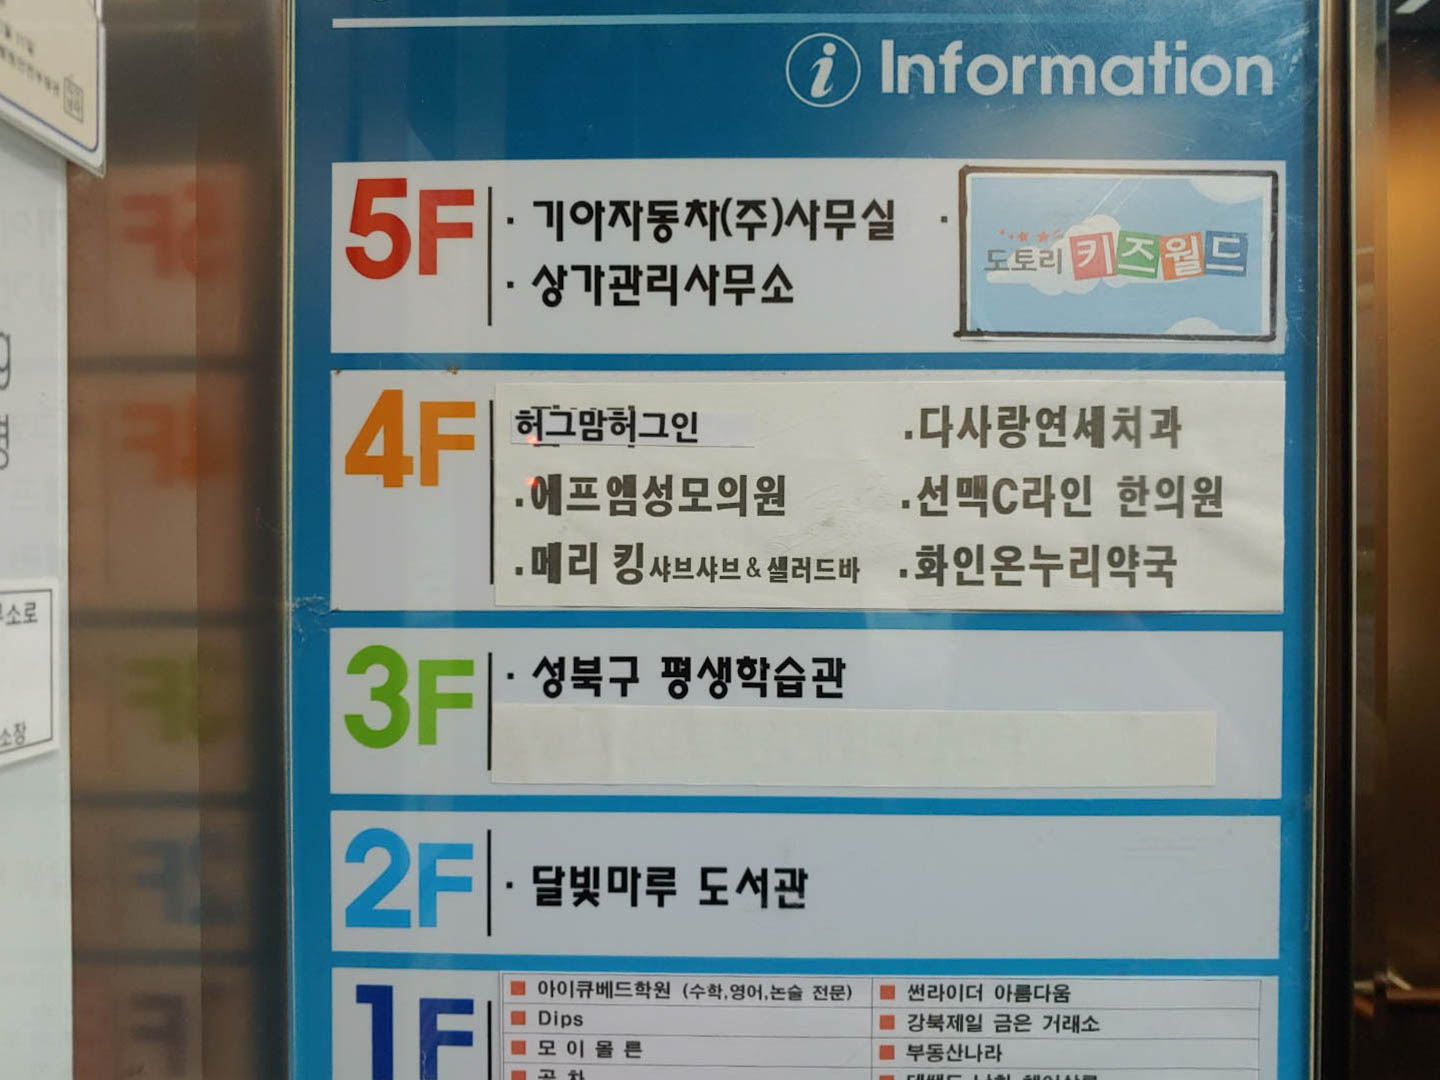 Information
5F
· 기아자동차(주)사무실
· 도토리 키즈월드
· 상가관리사무소
4F
허그맘허그인
.다사랑연세치과
.에프엠성모의원
.선맥C라인 한의원
.메리킹 샤브샤브&샐러드바
.화인온누리약국
3F
· 성북구 평생학습관
2F
· 달빛마루 도서관
1F
■ 아이큐베드학원 (수학,영어,논술 전문)
■ 썬라이더 아름다움
■ Dips
■ 강북제일 금은 거래소
■ 모이몰른
■ 부동산나라
■ 공차
소장